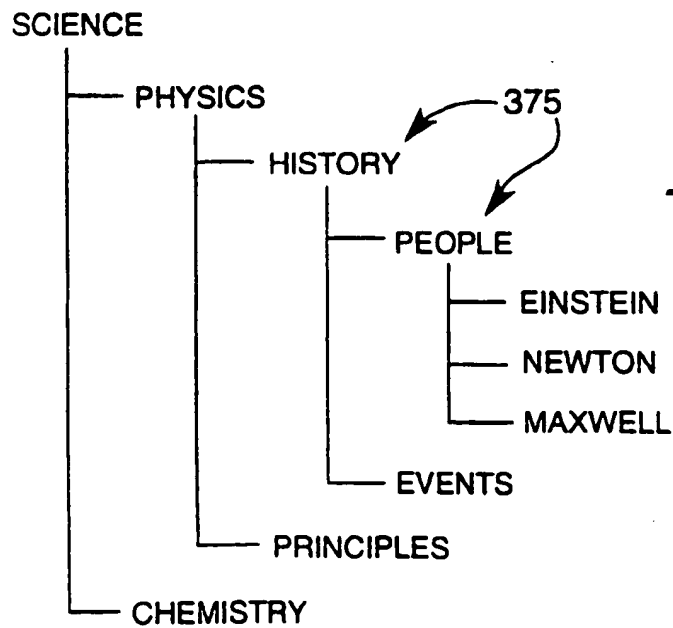 SCIENCE
PHYSICS
375
HISTORY
PEOPLE
EINSTEIN
NEWTON
MAXWELL
EVENTS
PRINCIPLES
CHEMISTRY